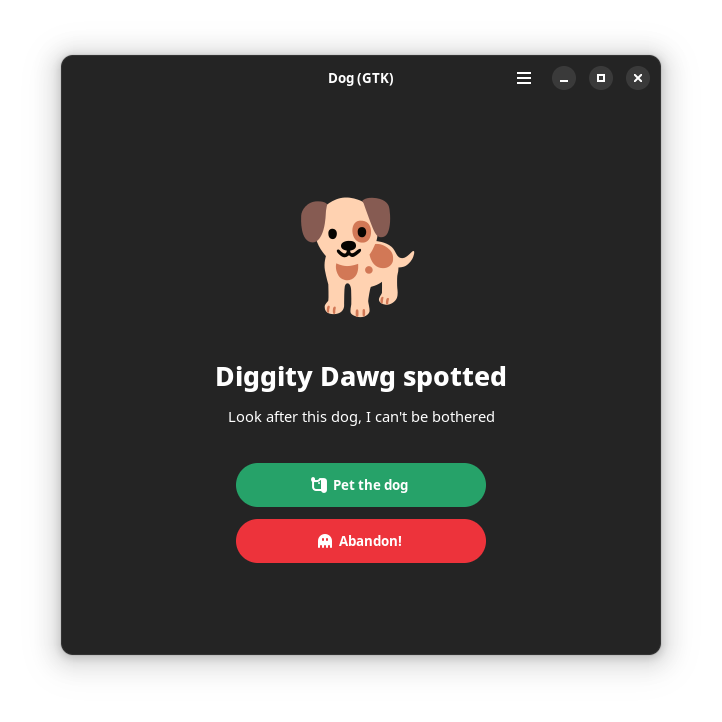 Dog (GTK)
Diggity Dawg spotted
Look after this dog, I can't be bothered
Pet the dog
Abandon!